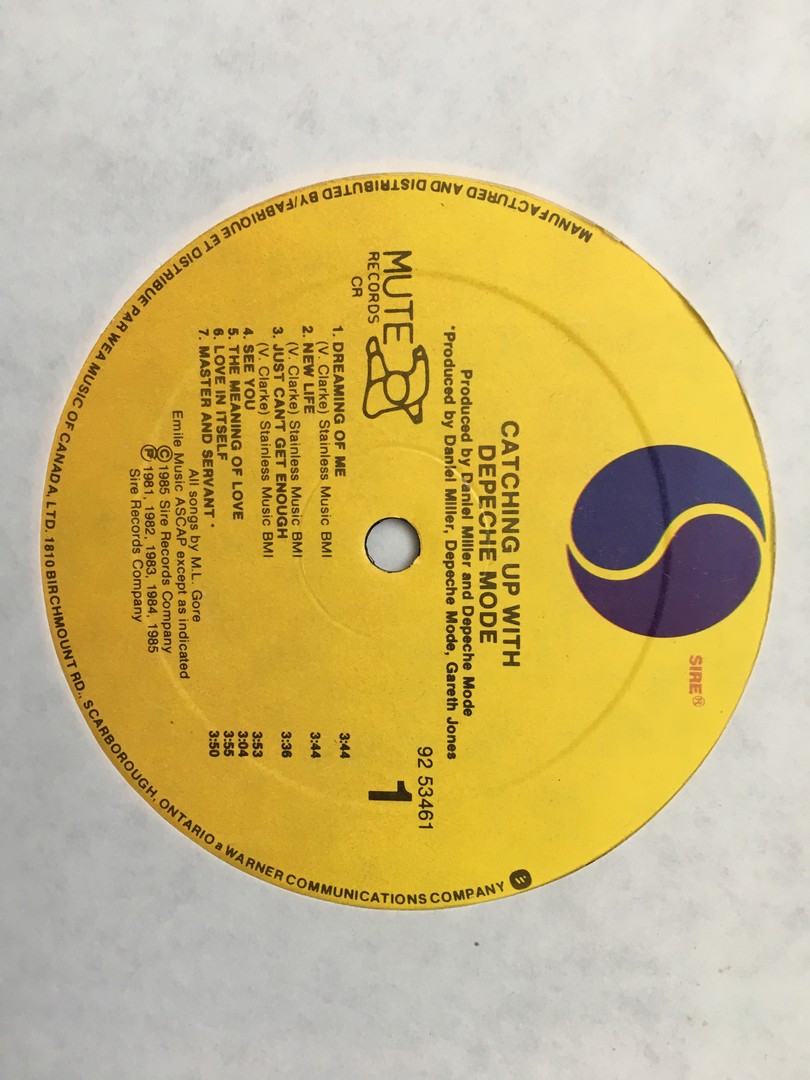 SIRE®
CATCHING UP WITH
DEPECHE MODE
Produced by Daniel Miller and Depeche Mode
*Produced by Daniel Miller, Depeche Mode, Gareth Jones
MUTE
RECORDS
CR
92 53461
1
1. DREAMING OF ME 3:44
(V. Clarke) Stainless Music BMI
2. NEW LIFE 3:44
(V. Clarke) Stainless Music BMI
3. JUST CAN'T GET ENOUGH 3:36
(V. Clarke) Stainless Music BMI
4. SEE YOU 3:53
5. THE MEANING OF LOVE 3:04
6. LOVE IN ITSELF 3:55
7. MASTER AND SERVANT * 3:50
All songs by M.L. Gore
Emile Music ASCAP except as indicated
©1985 Sire Records Company
℗1981, 1982, 1983, 1984, 1985
Sire Records Company
MANUFACTURED AND DISTRIBUTED BY/FABRIQUE ET DISTRIBUE PAR WEA MUSIC OF CANADA, LTD. 1810 BIRCHMOUNT RD., SCARBOROUGH, ONTARIO a WARNER COMMUNICATIONS COMPANY